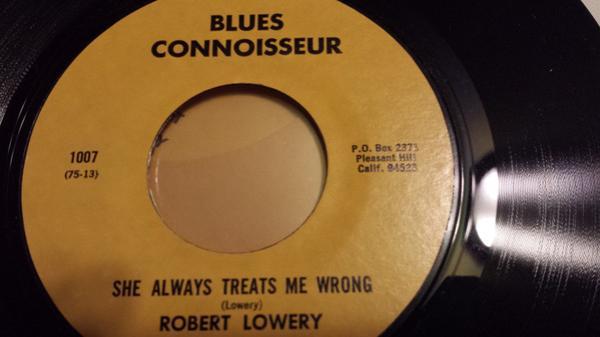 BLUES
CONNOISSEUR
1007
(75-13)
P.O. Box 2373
Pleasant Hill
Calif. 94523
SHE ALWAYS TREATS ME WRONG
(Lowery)
ROBERT LOWERY